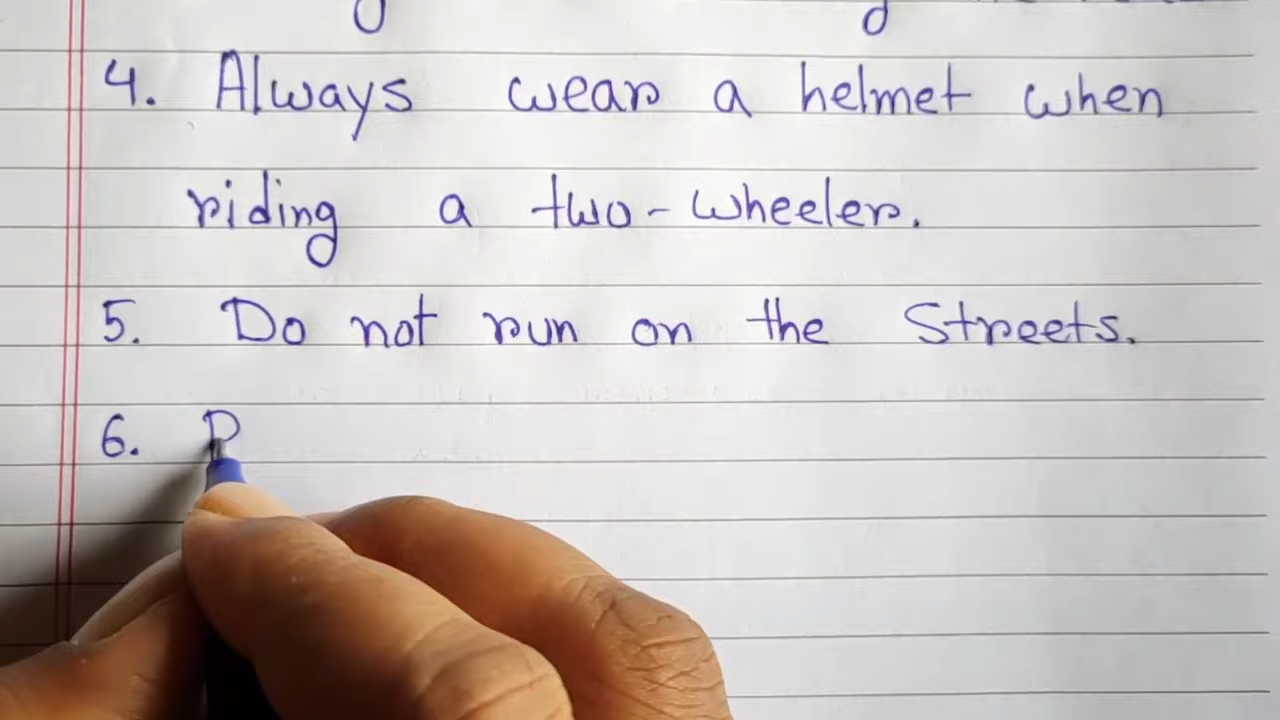 4. Always wear a helmet when
riding a two-wheeler.
5. Do not run on the Streets.
6.